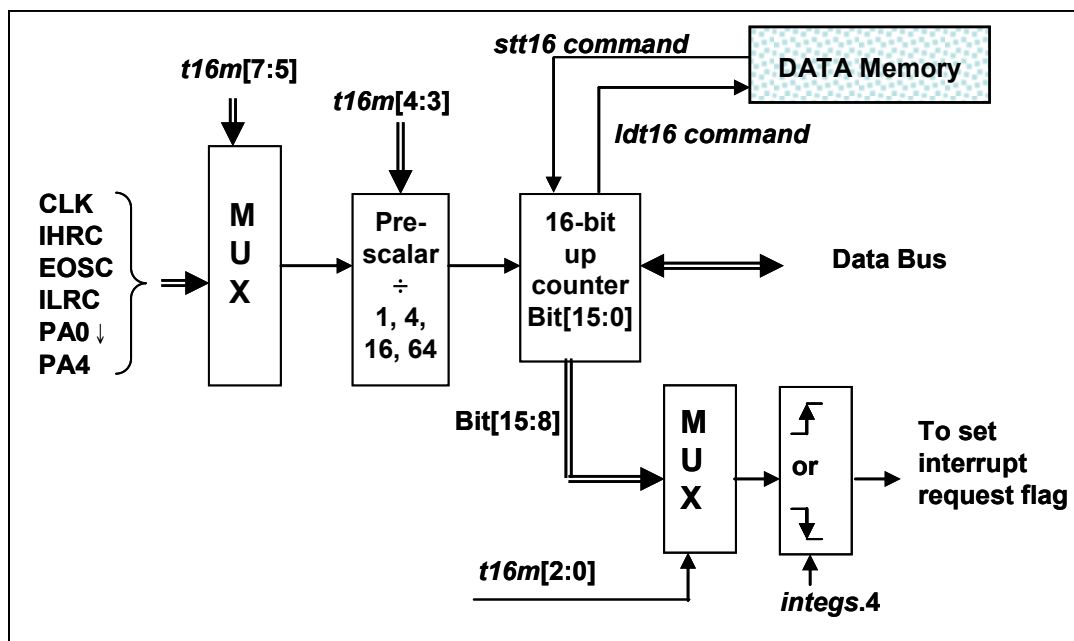 stt16 command
DATA Memory
t16m[7:5]
t16m[4:3]
ldt16 command
CLK
IHRC
EOSC
ILRC
PA0 ↓
PA4
M
U
X
Pre-
scalar
÷
1, 4,
16, 64
16-bit
up
counter
Bit[15:0]
Data Bus
Bit[15:8]
M
U
X
or
To set
interrupt
request flag
t16m[2:0]
integs.4